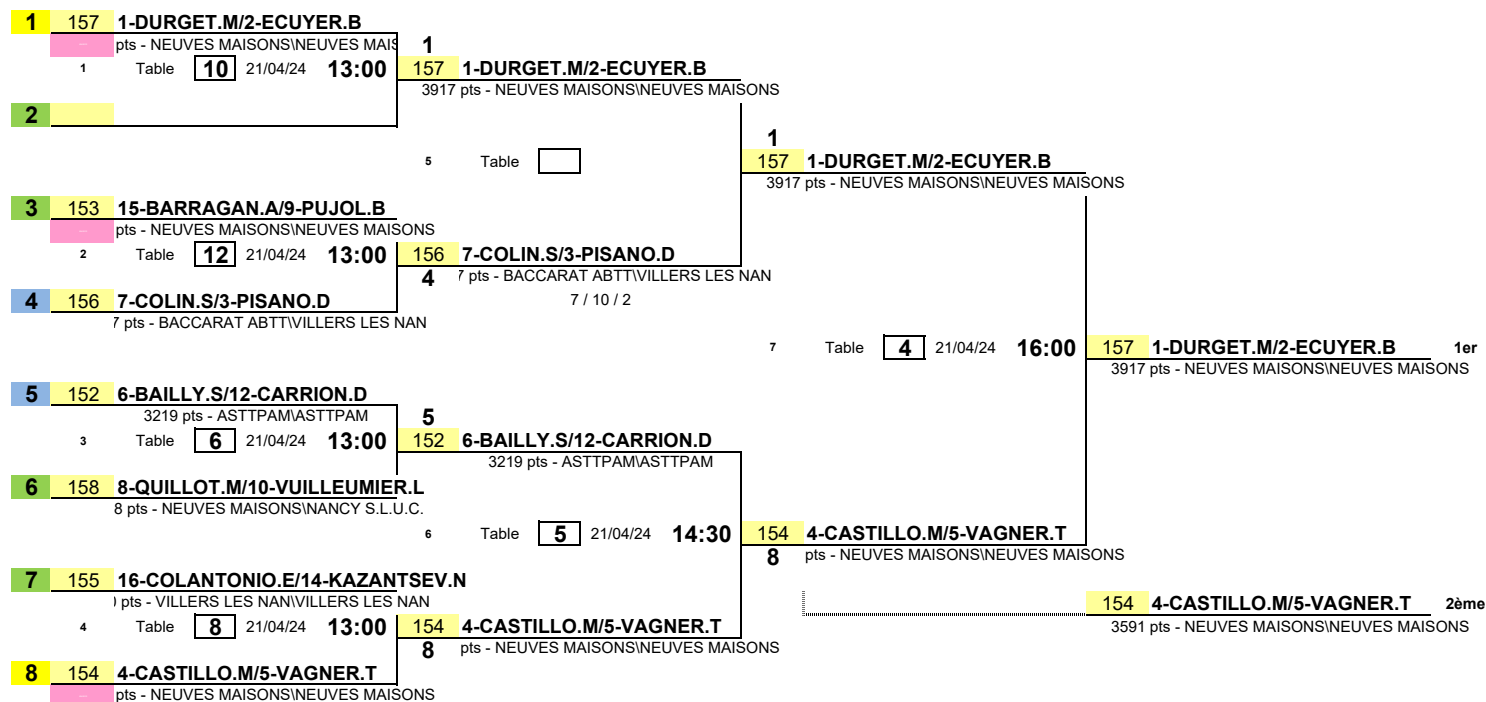 1 157 1-DURGET.M/2-ECUYER.B
pts - NEUVES MAISONS\NEUVES MAIS
1
1 Table 10 21/04/24 13:00 157 1-DURGET.M/2-ECUYER.B
3917 pts - NEUVES MAISONS\NEUVES MAISONS
2
1
5 Table 157 1-DURGET.M/2-ECUYER.B
3917 pts - NEUVES MAISONS\NEUVES MAISONS
3 153 15-BARRAGAN.A/9-PUJOL.B
pts - NEUVES MAISONS\NEUVES MAISONS
2 Table 12 21/04/24 13:00 156 7-COLIN.S/3-PISANO.D
4 7 pts - BACCARAT ABTT\VILLERS LES NAN
4 156 7-COLIN.S/3-PISANO.D 7 / 10 / 2
7 pts - BACCARAT ABTT\VILLERS LES NAN
7 Table 4 21/04/24 16:00 157 1-DURGET.M/2-ECUYER.B 1er
3917 pts - NEUVES MAISONS\NEUVES MAISONS
5 152 6-BAILLY.S/12-CARRION.D
3219 pts - ASTTPAM\ASTTPAM
5
3 Table 6 21/04/24 13:00 152 6-BAILLY.S/12-CARRION.D
3219 pts - ASTTPAM\ASTTPAM
6 158 8-QUILLOT.M/10-VUILLEUMIER.L
8 pts - NEUVES MAISONS\NANCY S.L.U.C.
6 Table 5 21/04/24 14:30 154 4-CASTILLO.M/5-VAGNER.T
8 pts - NEUVES MAISONS\NEUVES MAISONS
7 155 16-COLANTONIO.E/14-KAZANTSEV.N
pts - VILLERS LES NAN\VILLERS LES NAN
154 4-CASTILLO.M/5-VAGNER.T 2ème
3591 pts - NEUVES MAISONS\NEUVES MAISONS
4 Table 8 21/04/24 13:00 154 4-CASTILLO.M/5-VAGNER.T
8 pts - NEUVES MAISONS\NEUVES MAISONS
8 154 4-CASTILLO.M/5-VAGNER.T
pts - NEUVES MAISONS\NEUVES MAISONS